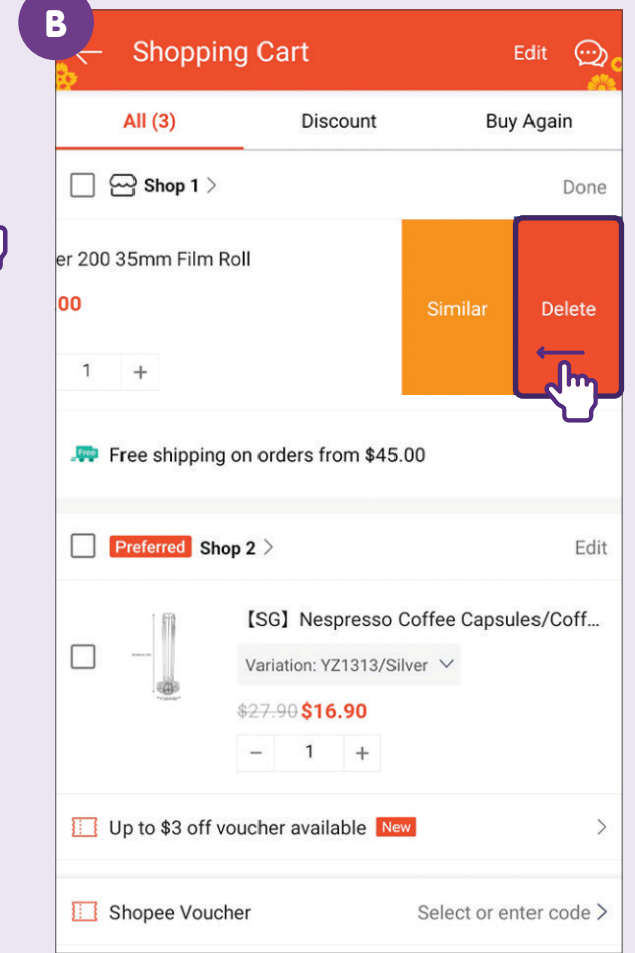 B
Shopping Cart Edit
All (3) Discount Buy Again
Shop 1 > Done
er 200 35mm Film Roll
00
Similar Delete
1 +
Free
Free shipping on orders from $45.00
Preferred Shop 2 > Edit
【SG】Nespresso Coffee Capsules/Coff...
Variation: YZ1313/Silver
$27.90 $16.90
− 1 +
Up to $3 off voucher available New >
Shopee Voucher Select or enter code >